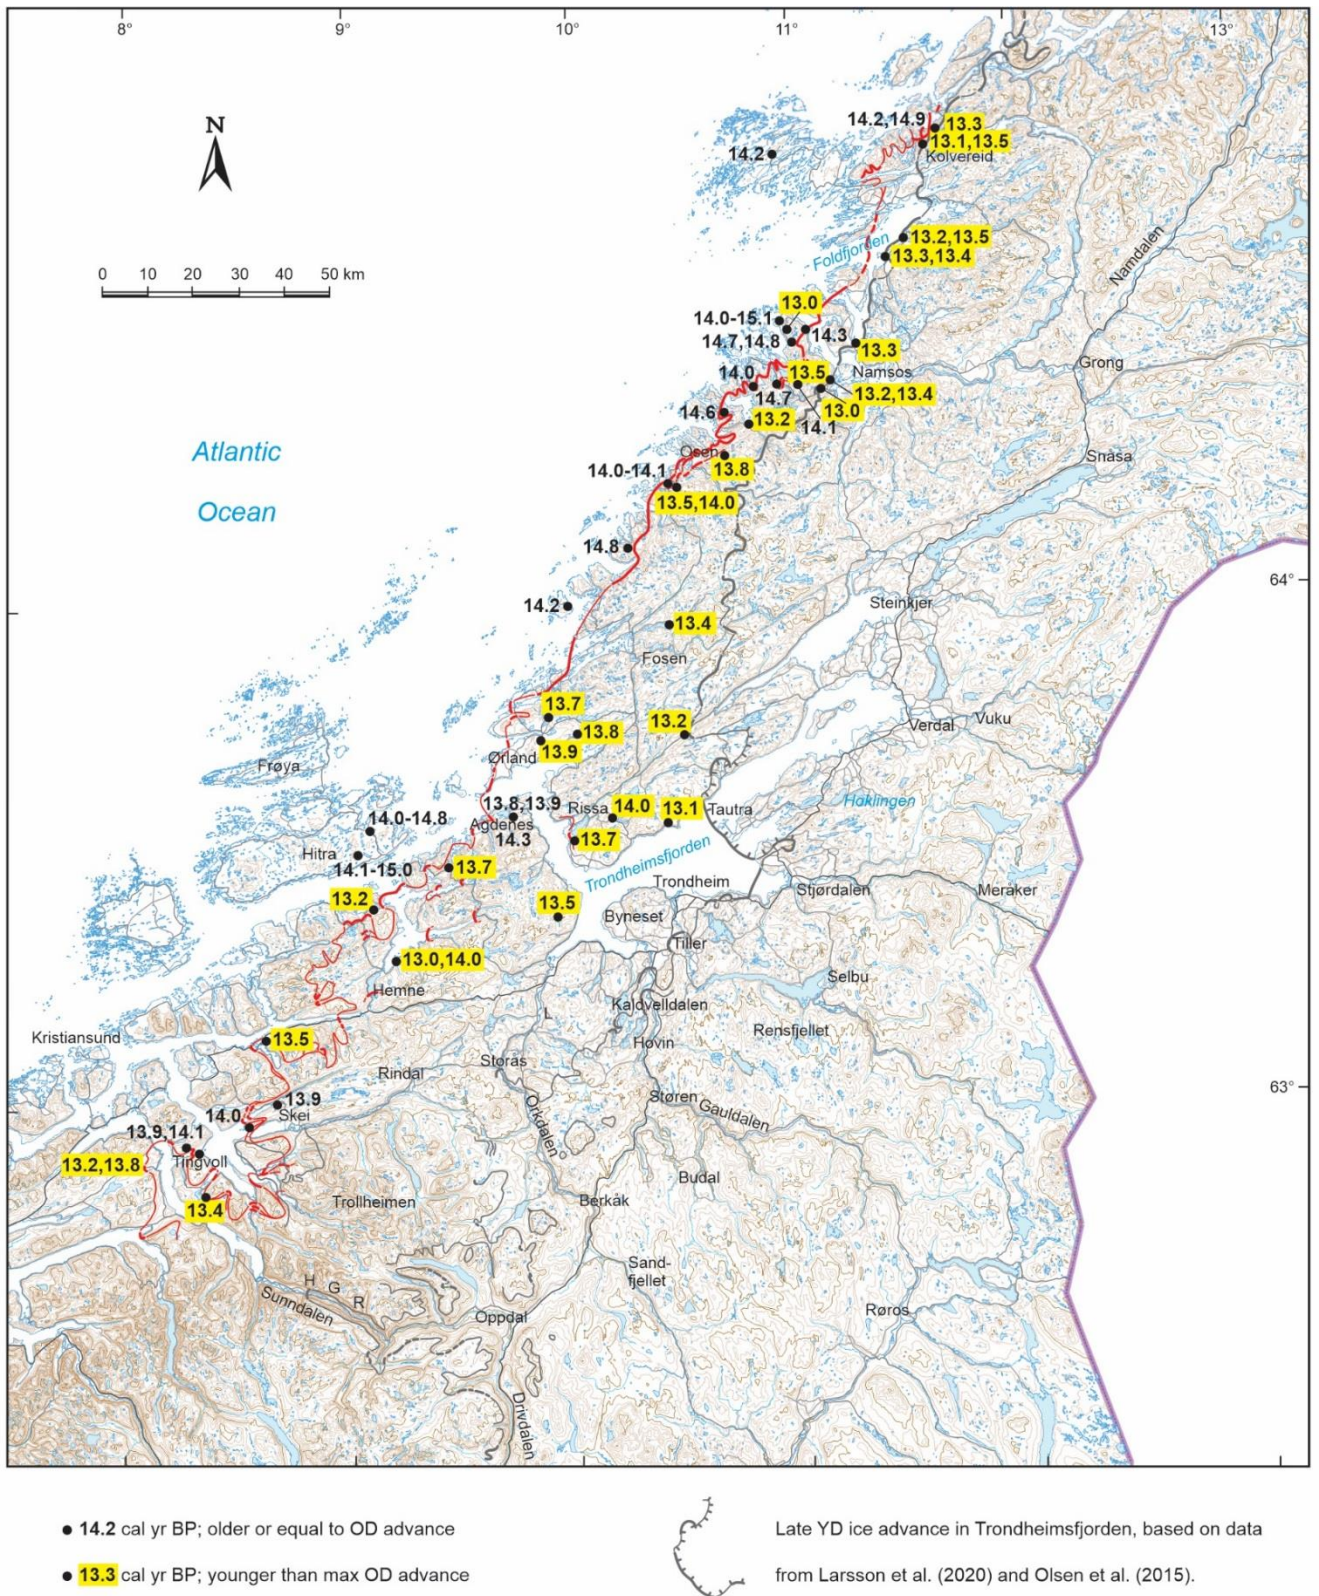 8°
9°
10°
11°
13°
N
0 10 20 30 40 50 km
14.2,14.9
13.3
13.1,13.5
Kolvereid
14.2
13.2,13.5
Foldfjorden
13.3,13.4
Namdalen
13.0
14.0-15.1
14.7,14.8
14.3
13.3
Grong
14.0
13.5
Namsos
14.7
13.2,13.4
14.6
13.0
13.2
14.1
Atlantic
Ocean
Osen
Snåsa
14.0-14.1
13.8
13.5,14.0
14.8
64°
14.2
Steinkjer
13.4
Fosen
13.7
13.2
Verdal
Vuku
13.8
13.9
Ørland
Frøya
13.8,13.9
Rissa
14.0
13.1
Tautra
Haklingen
14.0-14.8
Agdenes
14.3
Hitra
13.7
14.1-15.0
13.7
Trondheimsfjorden
Trondheim
Stjørdalen
Meråker
13.2
13.5
Byneset
Tiller
13.0,14.0
Selbu
Hemne
Kaldvelldalen
L
Kristiansund
13.5
Rensfjellet
Hovin
Storås
Rindal
13.9
Støren
14.0
Skei
Gauldalen
Orkdalen
13.9,14.1
13.2,13.8
Tingvoll
Budal
63°
13.4
Trollheimen
Berkåk
Sand-
fjellet
H
G
R
Sunndalen
Oppdal
Røros
Drivdalen
14.2 cal yr BP; older or equal to OD advance
13.3 cal yr BP; younger than max OD advance
Late YD ice advance in Trondheimsfjorden, based on data
from Larsson et al. (2020) and Olsen et al. (2015).